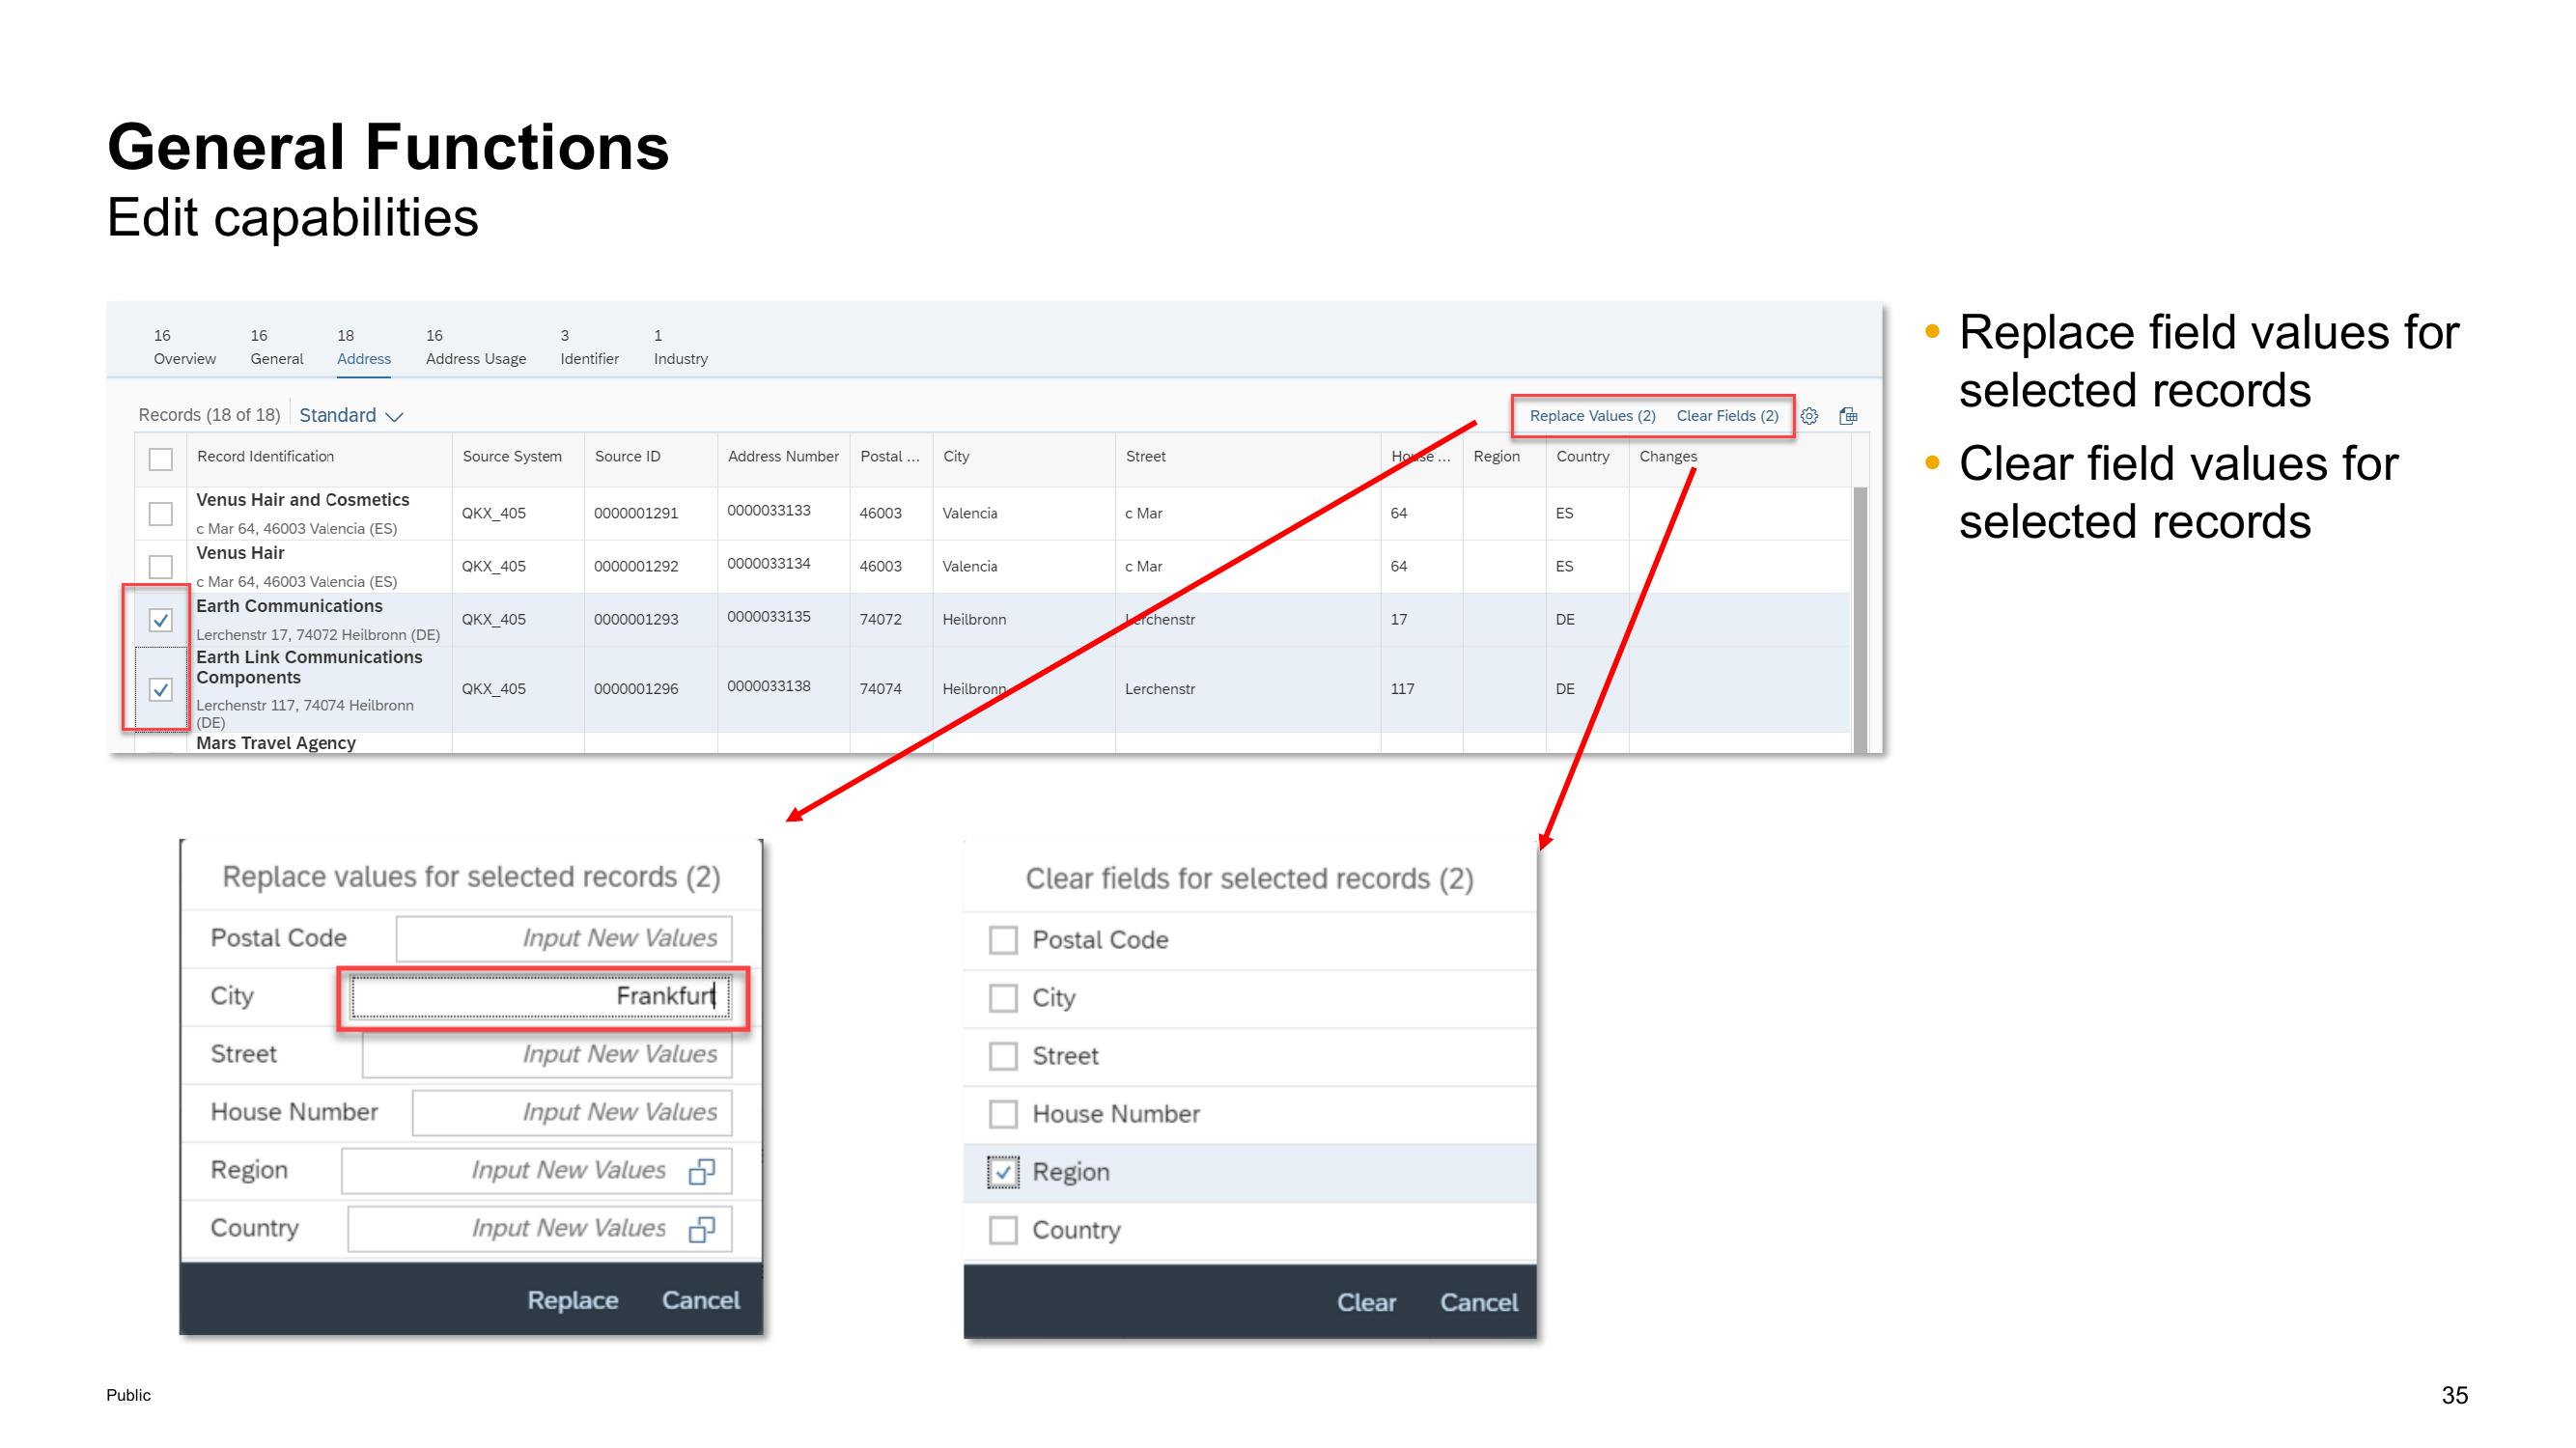 General Functions
Edit capabilities
16 16 18 16 3 1
Overview General Address Address Usage Identifier Industry
Records (18 of 18) Standard Replace Values (2) Clear Fields (2)
Record Identification Source System Source ID Address Number Postal ... City Street House ... Region Country Changes
Venus Hair and Cosmetics
c Mar 64, 46003 Valencia (ES) QKX_405 0000001291 0000033133 46003 Valencia c Mar 64 ES
Venus Hair
c Mar 64, 46003 Valencia (ES) QKX_405 0000001292 0000033134 46003 Valencia c Mar 64 ES
Earth Communications
Lerchenstr 17, 74072 Heilbronn (DE) QKX_405 0000001293 0000033135 74072 Heilbronn Lerchenstr 17 DE
Earth Link Communications
Components
Lerchenstr 117, 74074 Heilbronn
(DE) QKX_405 0000001296 0000033138 74074 Heilbronn Lerchenstr 117 DE
Mars Travel Agency
• Replace field values for
selected records
• Clear field values for
selected records
Replace values for selected records (2)
Postal Code Input New Values
City Frankfurt
Street Input New Values
House Number Input New Values
Region Input New Values
Country Input New Values
Replace Cancel
Clear fields for selected records (2)
Postal Code
City
Street
House Number
Region
Country
Clear Cancel
Public
35